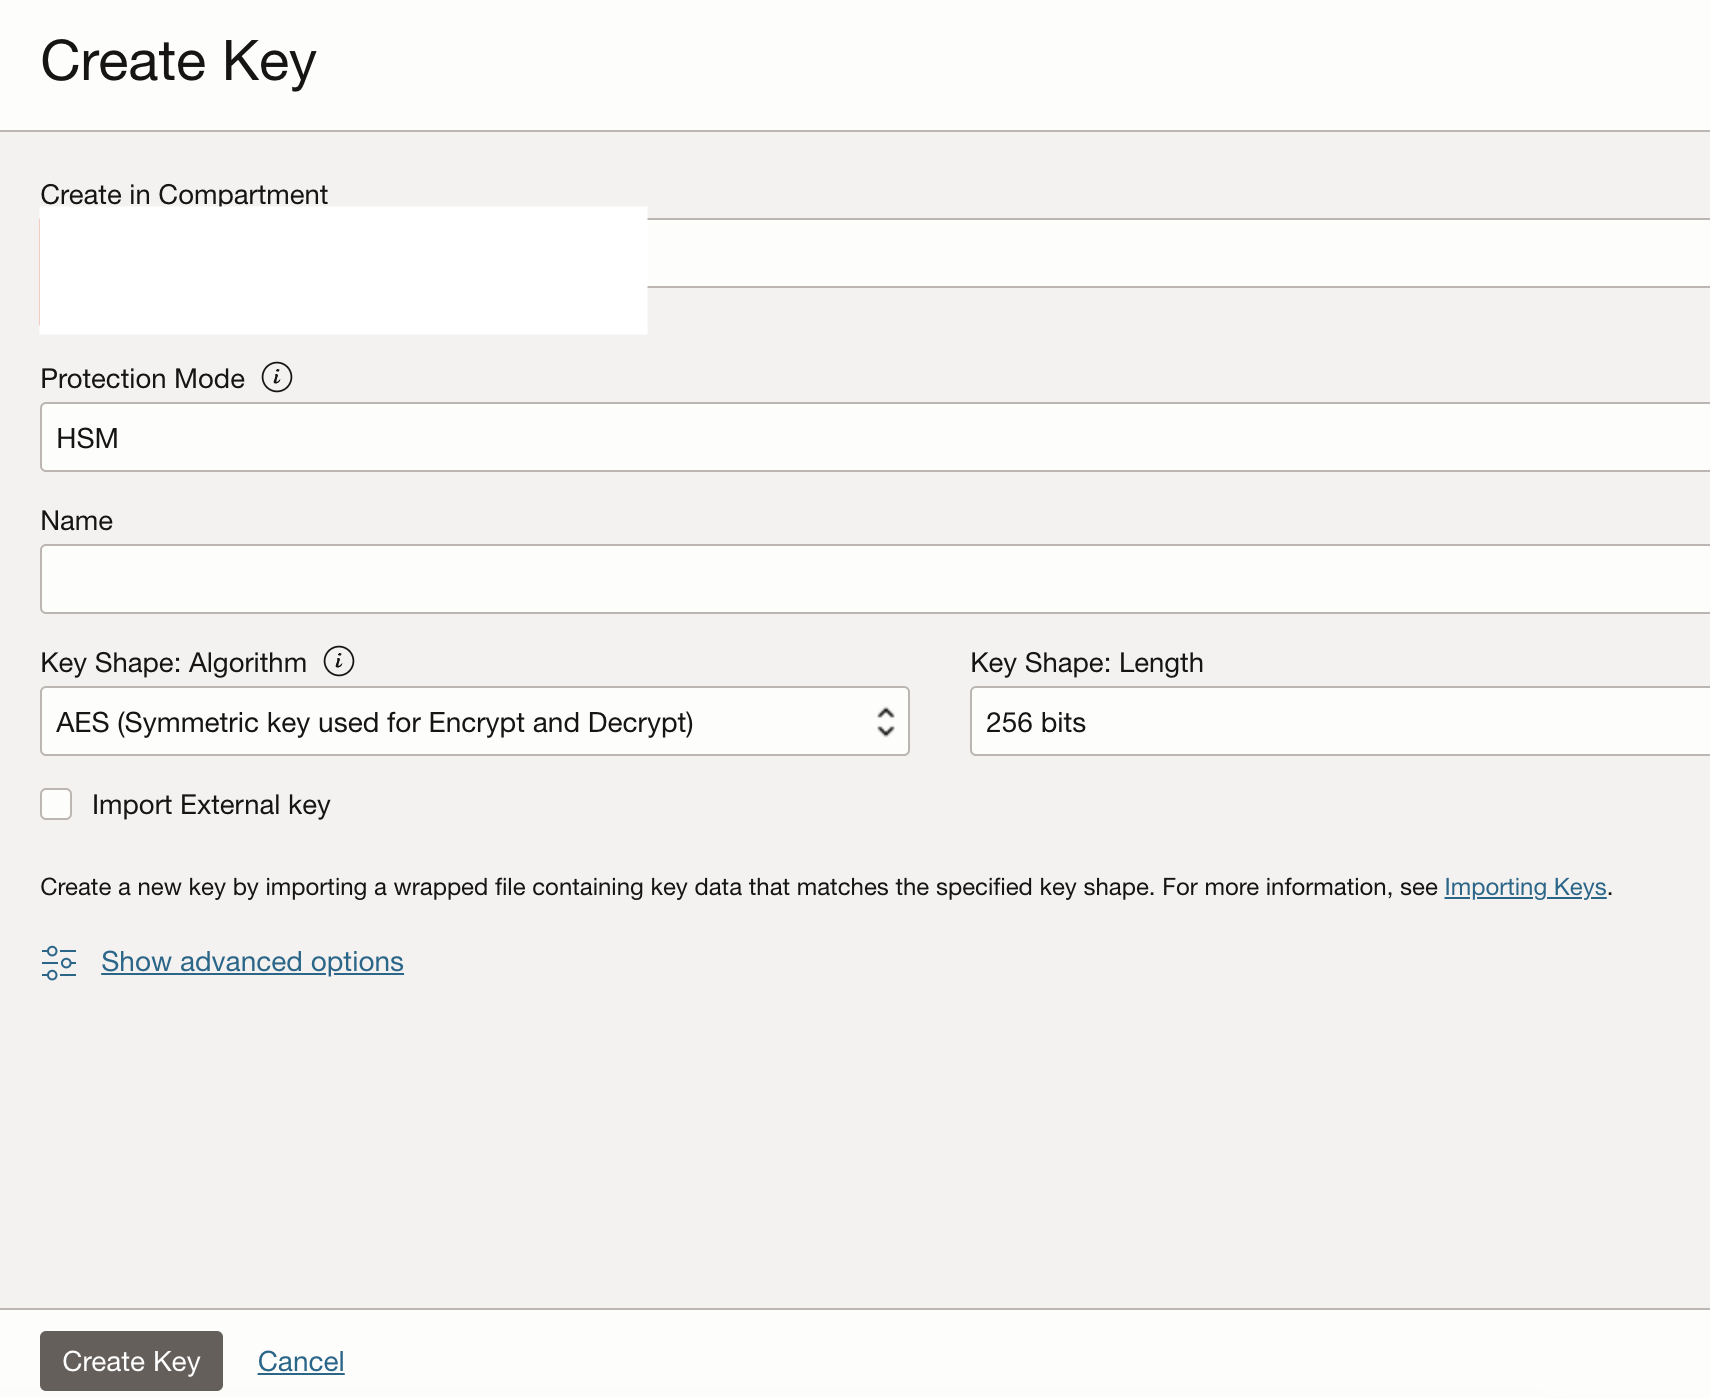 Create Key
Create in Compartment
Protection Mode
HSM
Name
Key Shape: Algorithm
Key Shape: Length
AES (Symmetric key used for Encrypt and Decrypt)
256 bits
Import External key
Create a new key by importing a wrapped file containing key data that matches the specified key shape. For more information, see Importing Keys.
Show advanced options
Create Key
Cancel